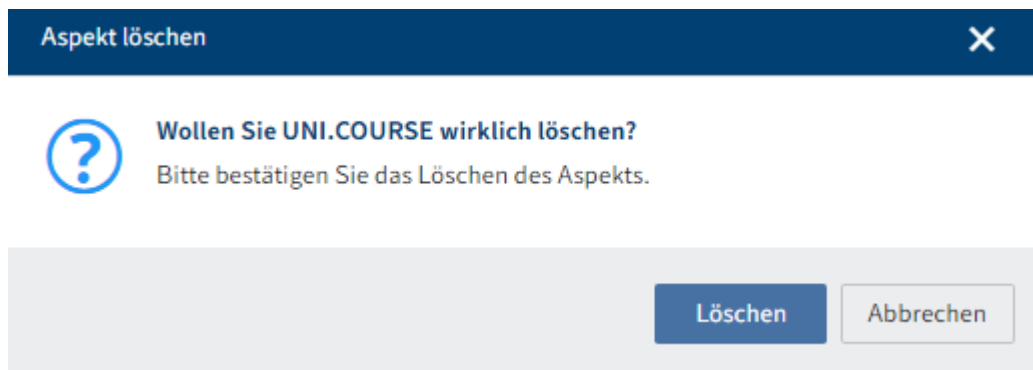 Aspekt löschen
Wollen Sie UNI.COURSE wirklich löschen?
Bitte bestätigen Sie das Löschen des Aspekts.
Löschen
Abbrechen